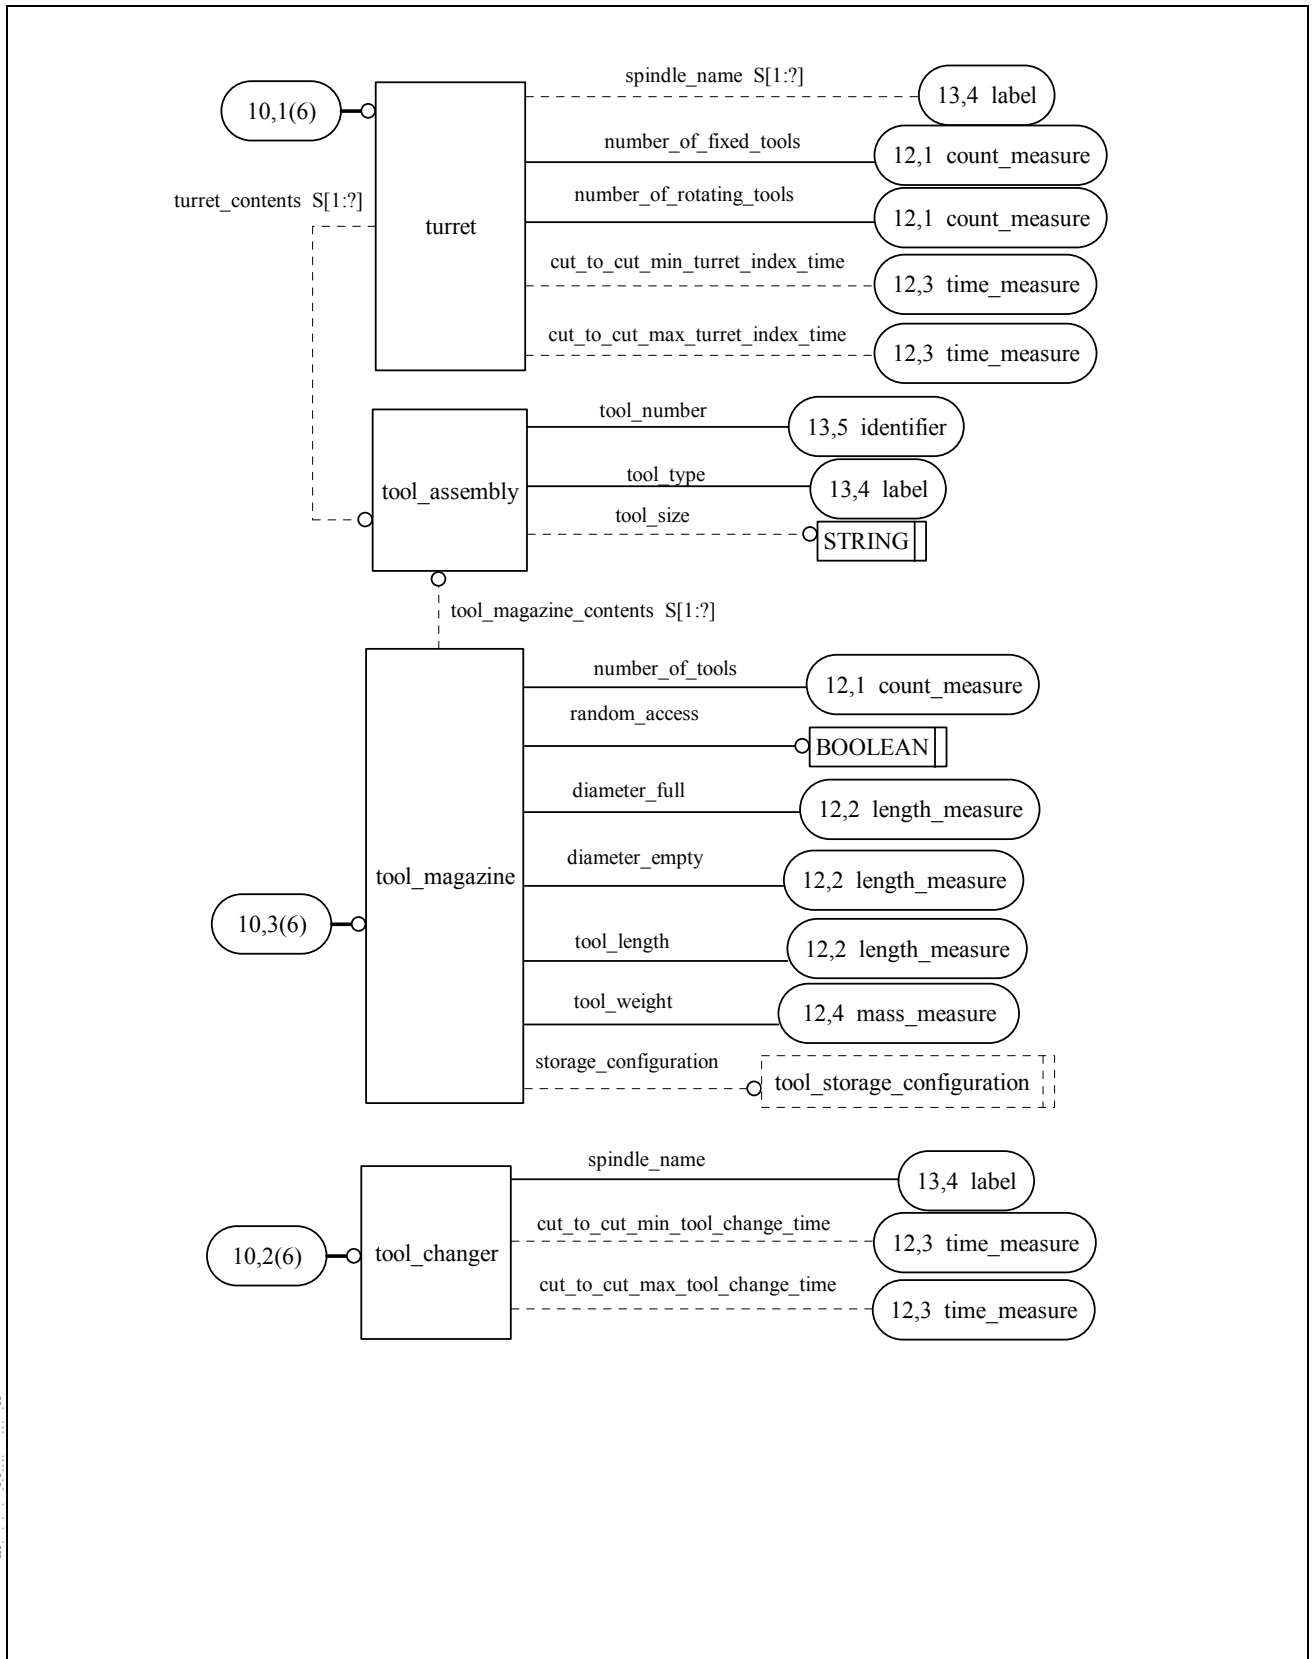 spindle_name S[1:?]
13,4 label
10,1(6)
number_of_fixed_tools
12,1 count_measure
turret_contents S[1:?]
number_of_rotating_tools
12,1 count_measure
turret
cut_to_cut_min_turret_index_time
12,3 time_measure
cut_to_cut_max_turret_index_time
12,3 time_measure
tool_number
13,5 identifier
tool_assembly
tool_type
13,4 label
tool_size
STRING
tool_magazine_contents S[1:?]
number_of_tools
12,1 count_measure
random_access
BOOLEAN
diameter_full
12,2 length_measure
tool_magazine
diameter_empty
12,2 length_measure
10,3(6)
tool_length
12,2 length_measure
tool_weight
12,4 mass_measure
storage_configuration
tool_storage_configuration
spindle_name
13,4 label
10,2(6)
tool_changer
cut_to_cut_min_tool_change_time
12,3 time_measure
cut_to_cut_max_tool_change_time
12,3 time_measure